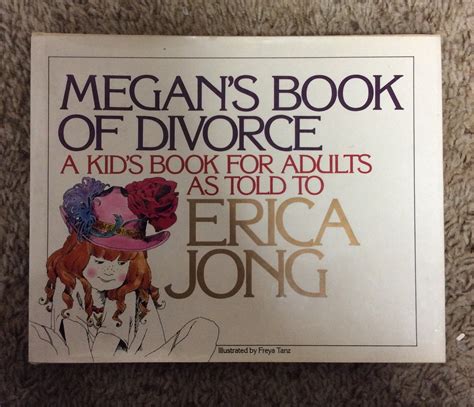 MEGAN'S BOOK
OF DIVORCE
A KID'S BOOK FOR ADULTS
AS TOLD TO
ERICA
JONG
Illustrated by Freya Tanz